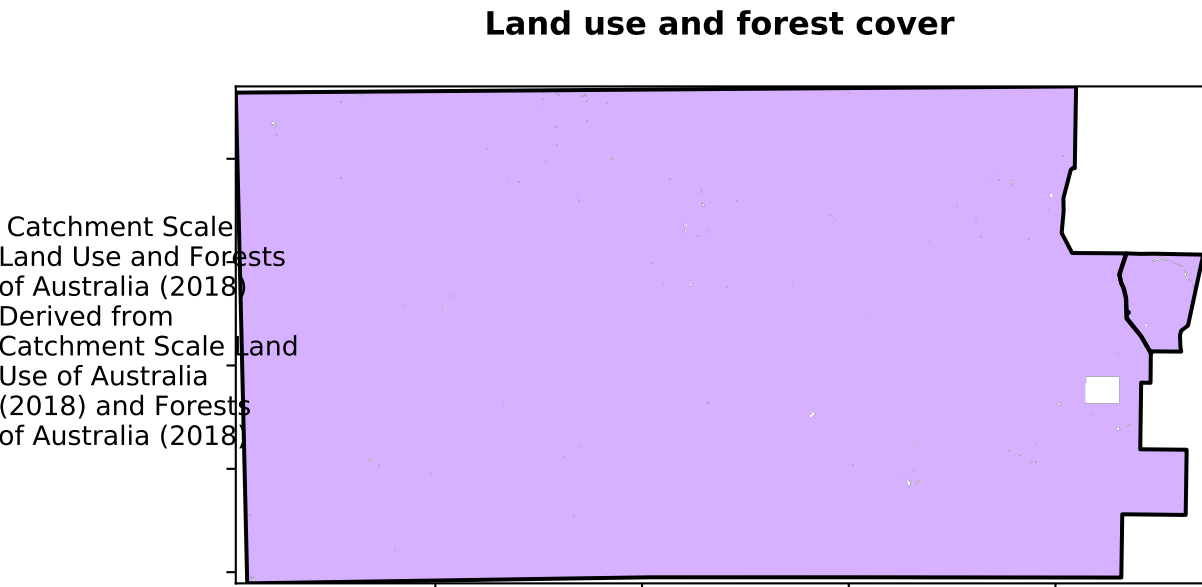 Land use and forest cover
Catchment Scale
Land Use and Forests
of Australia (2018)
Derived from
Catchment Scale Land
Use of Australia
(2018) and Forests
of Australia (2018)